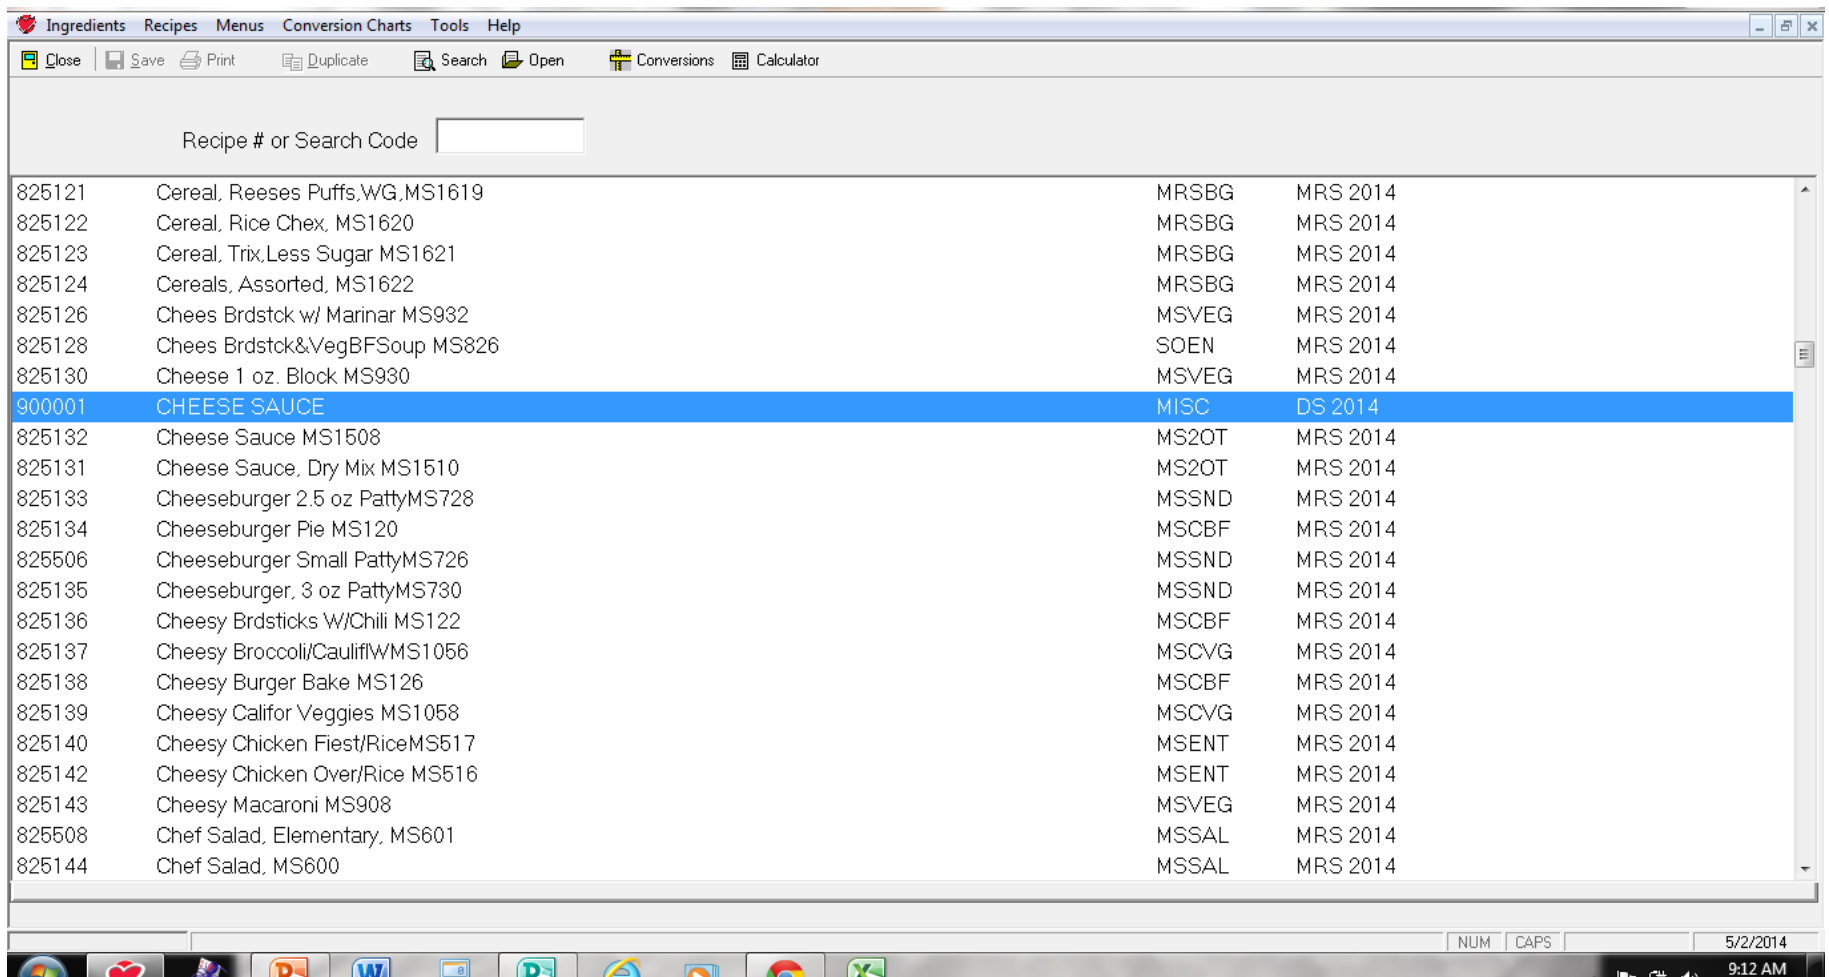 Ingredients Recipes Menus Conversion Charts Tools Help
Close Save Print Duplicate Search Open Conversions Calculator
Recipe # or Search Code
825121 Cereal, Reeses Puffs,WG,MS1619 MRSBG MRS 2014
825122 Cereal, Rice Chex, MS1620 MRSBG MRS 2014
825123 Cereal, Trix,Less Sugar MS1621 MRSBG MRS 2014
825124 Cereals, Assorted, MS1622 MRSBG MRS 2014
825126 Chees Brdstck w/ Marinar MS932 MSVEG MRS 2014
825128 Chees Brdstck&VegBFSoup MS826 SOEN MRS 2014
825130 Cheese 1 oz. Block MS930 MSVEG MRS 2014
900001 CHEESE SAUCE MISC DS 2014
825132 Cheese Sauce MS1508 MS2OT MRS 2014
825131 Cheese Sauce, Dry Mix MS1510 MS2OT MRS 2014
825133 Cheeseburger 2.5 oz PattyMS728 MSSND MRS 2014
825134 Cheeseburger Pie MS120 MSCBF MRS 2014
825506 Cheeseburger Small PattyMS726 MSSND MRS 2014
825135 Cheeseburger, 3 oz PattyMS730 MSSND MRS 2014
825136 Cheesy Brdsticks W/Chili MS122 MSCBF MRS 2014
825137 Cheesy Broccoli/CauliflWMS1056 MSCVG MRS 2014
825138 Cheesy Burger Bake MS126 MSCBF MRS 2014
825139 Cheesy Califor Veggies MS1058 MSCVG MRS 2014
825140 Cheesy Chicken Fiest/RiceMS517 MSENT MRS 2014
825142 Cheesy Chicken Over/Rice MS516 MSENT MRS 2014
825143 Cheesy Macaroni MS908 MSVEG MRS 2014
825508 Chef Salad, Elementary, MS601 MSSAL MRS 2014
825144 Chef Salad, MS600 MSSAL MRS 2014
NUM CAPS 5/2/2014
9:12 AM